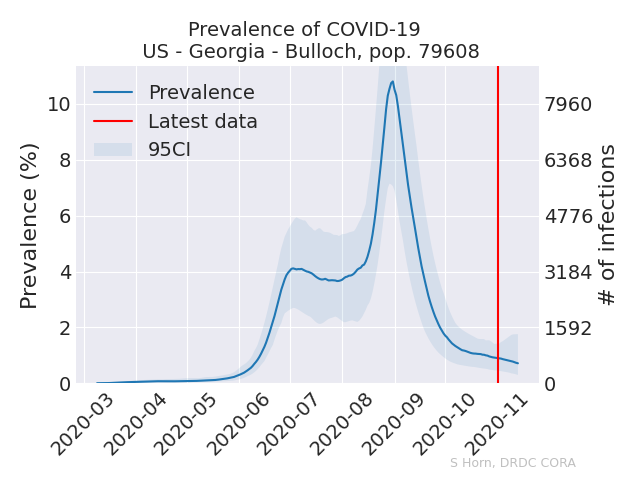 Prevalence of COVID-19
US - Georgia - Bulloch, pop. 79608
Prevalence
Latest data
95CI
Prevalence (%)
10
8
6
4
2
0
7960
6368
4776
3184
1592
0
# of infections
2020-03
2020-04
2020-05
2020-06
2020-07
2020-08
2020-09
2020-10
2020-11
S Horn, DRDC CORA